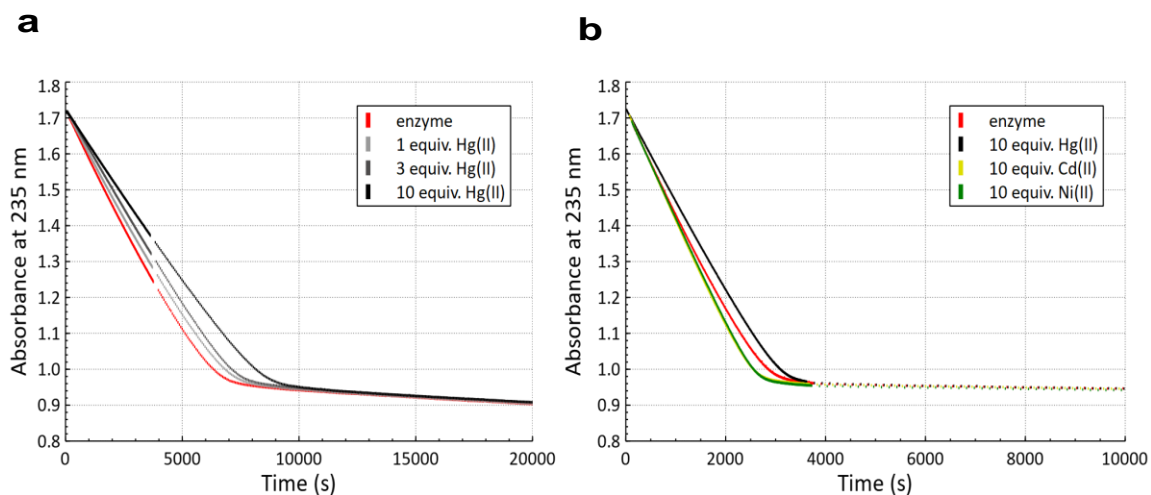 a
Absorbance at 235 nm
1.8
1.7
1.6
1.5
1.4
1.3
1.2
1.1
1.0
0.9
0.8
enzyme
1 equiv. Hg(II)
3 equiv. Hg(II)
10 equiv. Hg(II)
0 5000 10000 15000 20000
Time (s)
b
Absorbance at 235 nm
1.8
1.7
1.6
1.5
1.4
1.3
1.2
1.1
1.0
0.9
0.8
enzyme
10 equiv. Hg(II)
10 equiv. Cd(II)
10 equiv. Ni(II)
0 2000 4000 6000 8000 10000
Time (s)